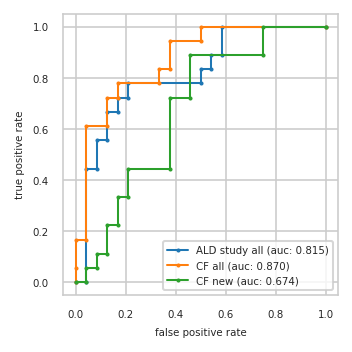 true positive rate
1.0
0.8
0.6
0.4
0.2
0.0
ALD study all (auc: 0.815)
CF all (auc: 0.870)
CF new (auc: 0.674)
0.0 0.2 0.4 0.6 0.8 1.0
false positive rate